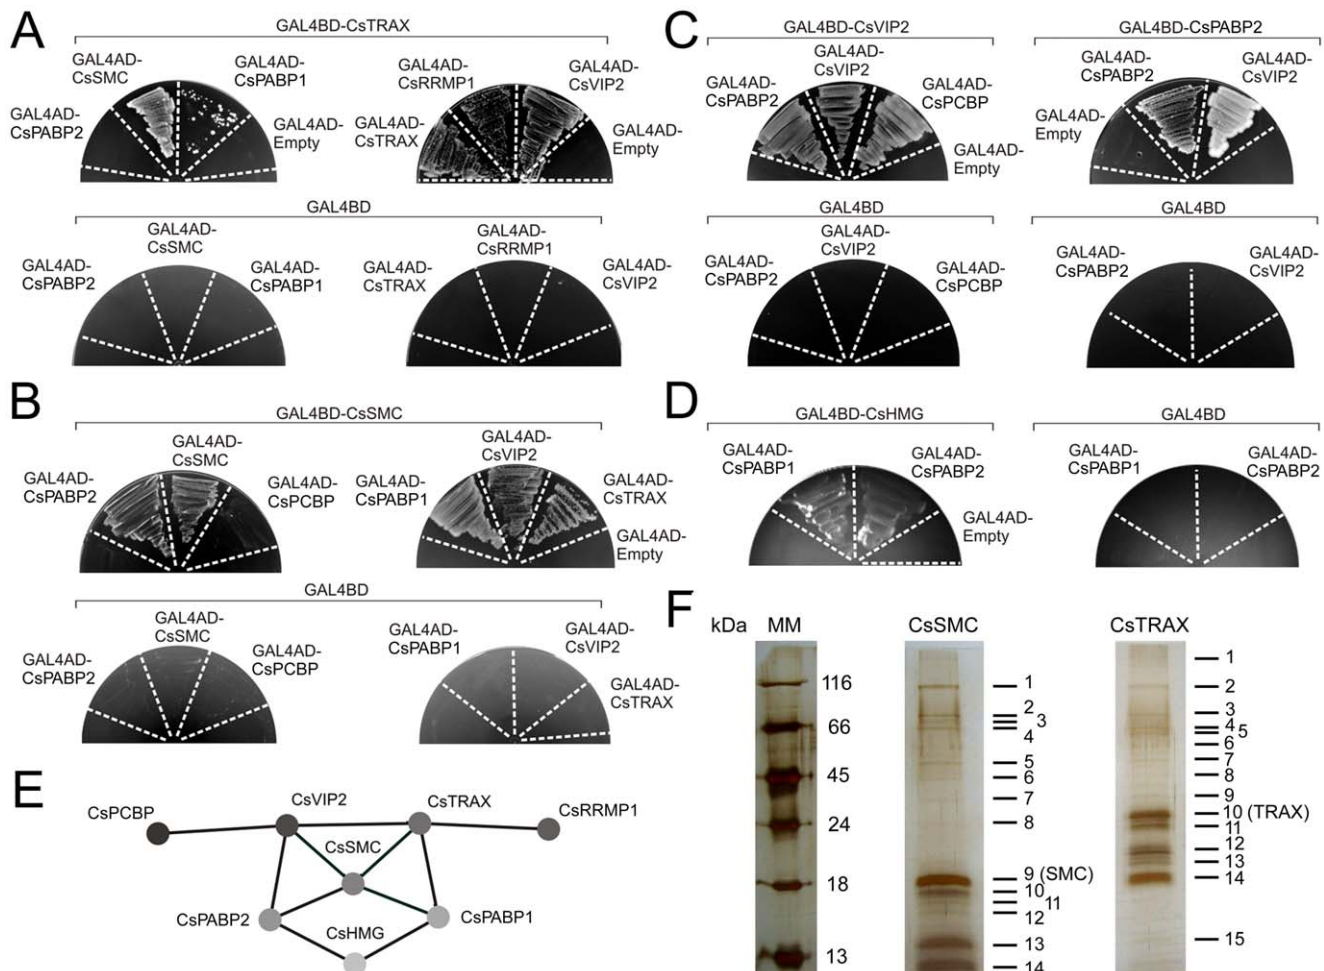 A
GAL4BD-CsTRAX
GAL4AD-
CsSMC
GAL4AD-
CsPABP1
GAL4AD-
CsPABP2
GAL4AD-
Empty
GAL4AD-
CsRRMP1
GAL4AD-
CsVIP2
GAL4AD-
CsTRAX
GAL4AD-
Empty
GAL4BD
GAL4AD-
CsSMC
GAL4AD-
CsPABP2
GAL4AD-
CsPABP1
GAL4AD-
CsRRMP1
GAL4AD-
CsTRAX
GAL4AD-
CsVIP2
B
GAL4BD-CsSMC
GAL4AD-
CsSMC
GAL4AD-
CsPABP2
GAL4AD-
CsPCBP
GAL4AD-
CsVIP2
GAL4AD-
CsPABP1
GAL4AD-
CsTRAX
GAL4AD-
Empty
GAL4BD
GAL4AD-
CsSMC
GAL4AD-
CsPABP2
GAL4AD-
CsPCBP
GAL4AD-
CsPABP1
GAL4AD-
CsVIP2
GAL4AD-
CsTRAX
C
GAL4BD-CsVIP2
GAL4AD-
CsVIP2
GAL4AD-
CsPABP2
GAL4AD-
CsPCBP
GAL4AD-
Empty
GAL4BD-CsPABP2
GAL4AD-
CsPABP2
GAL4AD-
CsVIP2
GAL4AD-
Empty
GAL4BD
GAL4AD-
CsVIP2
GAL4AD-
CsPABP2
GAL4AD-
CsPCBP
GAL4BD
GAL4AD-
CsPABP2
GAL4AD-
CsVIP2
D
GAL4BD-CsHMG
GAL4AD-
CsPABP1
GAL4AD-
CsPABP2
GAL4AD-
Empty
GAL4BD
GAL4AD-
CsPABP1
GAL4AD-
CsPABP2
E
CsPCBP
CsVIP2
CsTRAX
CsRRMP1
CsSMC
CsPABP2
CsPABP1
CsHMG
F
kDa MM CsSMC CsTRAX
116
66
45
24
18
13
1
2
3
4
5
6
7
8
9 (SMC)
10
11
12
13
14
1
2
3
4
5
6
7
8
9
10 (TRAX)
11
12
13
14
15